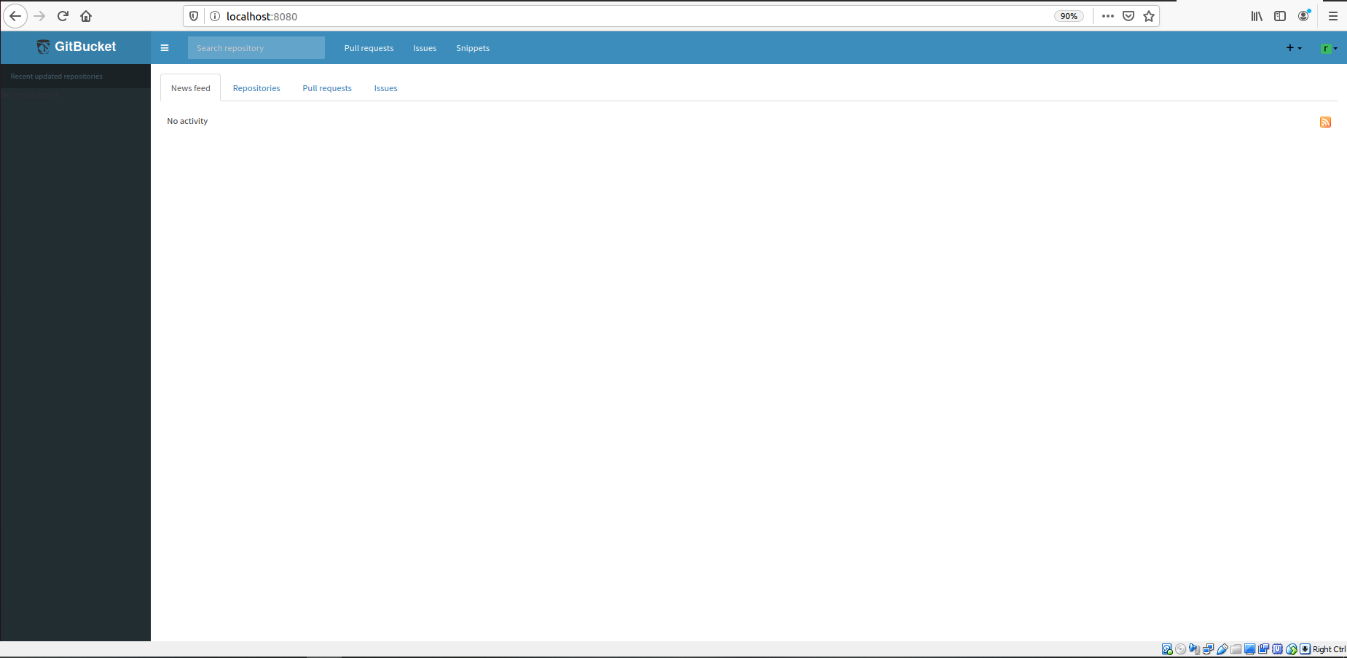 localhost:8080 90%
GitBucket Search repository Pull requests Issues Snippets + r
Recent updated repositories
News feed Repositories Pull requests Issues
No activity
Right Ctrl